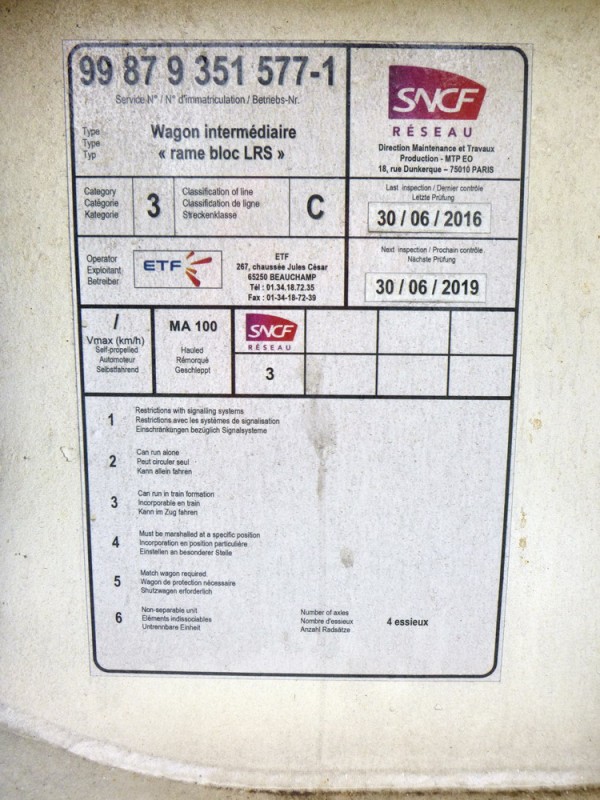 99 87 9 351 577-1
Service N° / N° d'immatriculation / Betriebs-Nr.
Type
Type
Typ
Wagon intermédiaire
« rame bloc LRS »
SNCF
RÉSEAU
Direction Maintenance et Travaux
Production - MTP EO
18, rue Dunkerque – 75010 PARIS
Category
Catégorie
Kategorie
3
Classification of line
Classification de ligne
Streckenklasse
C
Last inspection / Dernier contrôle
Letzte Prüfung
30 / 06 / 2016
Operator
Exploitant
Betreiber
ETF
ETF
267, chaussée Jules César
65250 BEAUCHAMP
Tél : 01.34.18.72.35
Fax : 01-34-18-72-39
Next inspection / Prochain contrôle
Nächste Prüfung
30 / 06 / 2019
/
Vmax (km/h)
Self-propelled
Automoteur
Selbstfahrend
MA 100
Hauled
Rémorqué
Geschleppt
SNCF
RÉSEAU
3
1
Restrictions with signalling systems
Restrictions avec les systèmes de signalisation
Einschränkungen bezüglich Signalsysteme
2
Can run alone
Peut circuler seul
Kann allein fahren
3
Can run in train formation
Incorporable en train
Kann im Zug fahren
4
Must be marshalled at a specific position
Incorporation en position particulière
Einstellen an besonderer Stelle
5
Match wagon required
Wagon de protection nécessaire
Shutzwagen erforderlich
6
Non-separable unit
Eléments indissociables
Untrennbare Einheit
Number of axles
Nombre d'essieux
Anzahl Radsätze
4 essieux